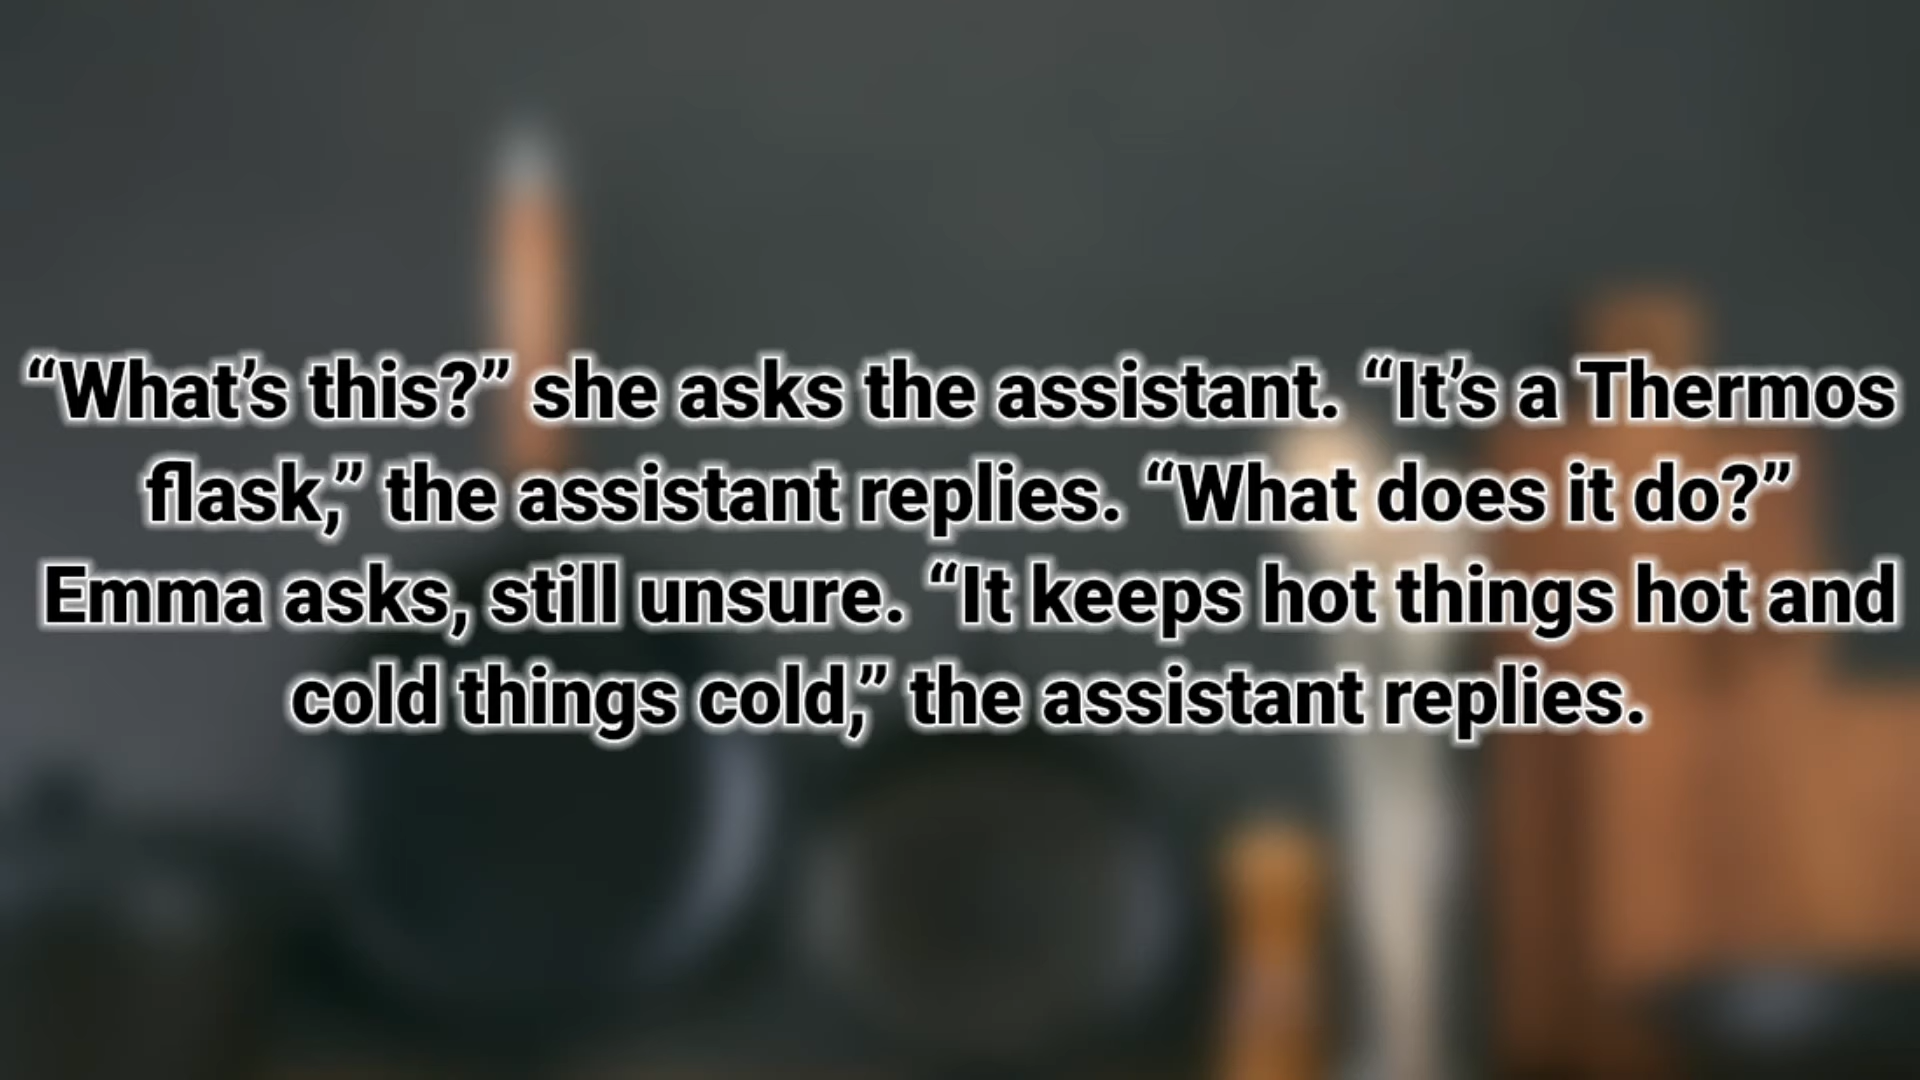 “What’s this?” she asks the assistant. “It’s a Thermos
flask,” the assistant replies. “What does it do?”
Emma asks, still unsure. “It keeps hot things hot and
cold things cold,” the assistant replies.